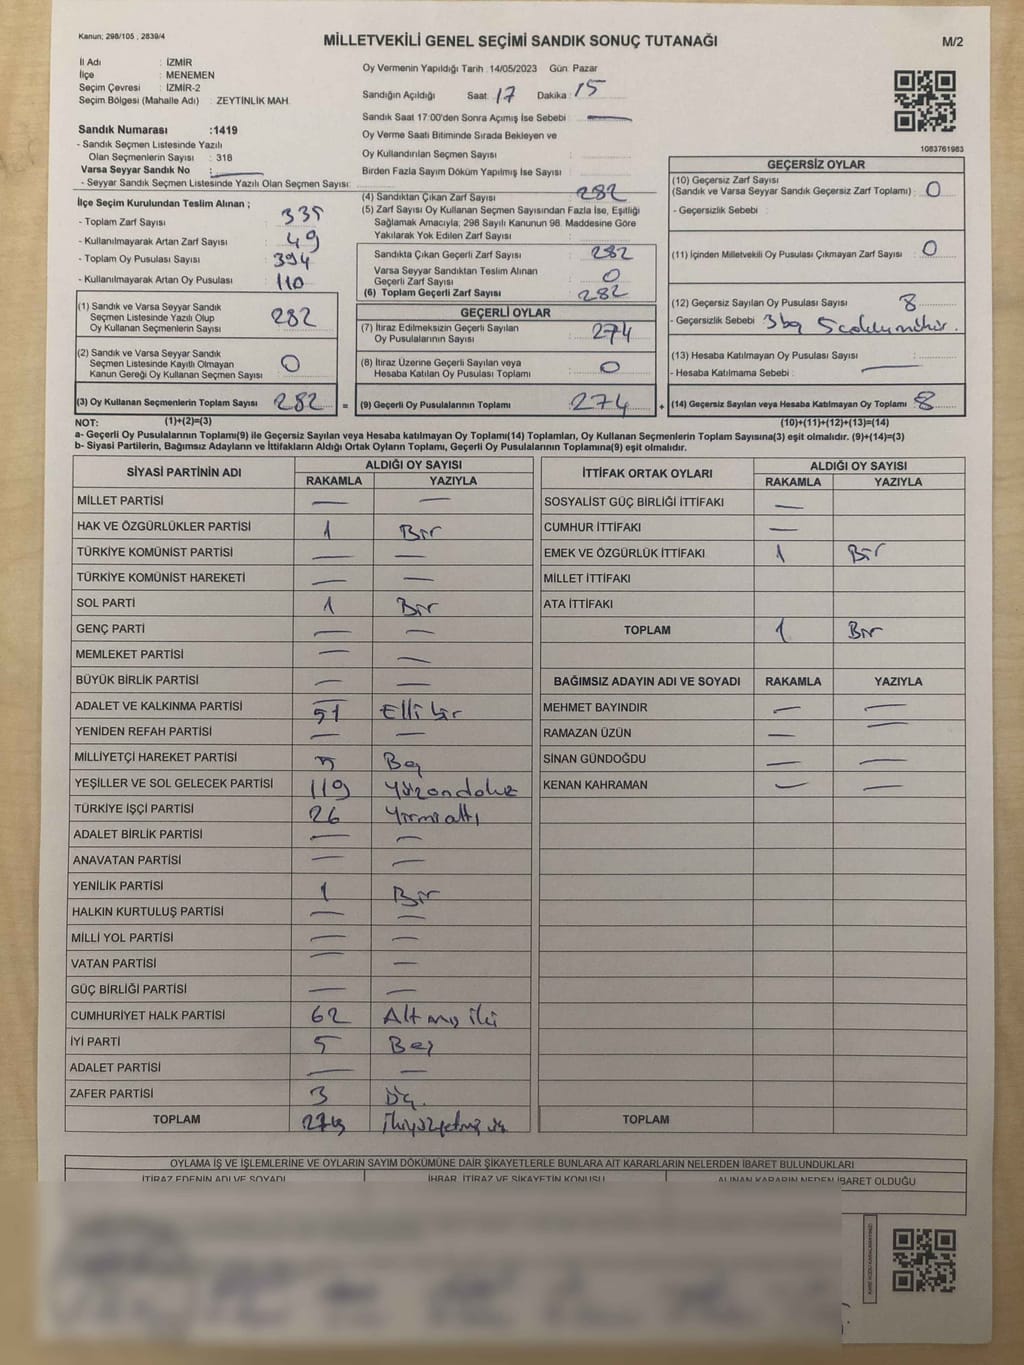 Kanun: 298/105 , 2839/4
MİLLETVEKİLİ GENEL SEÇİMİ SANDIK SONUÇ TUTANAĞI
M/2
İl Adı : İZMİR
İlçe : MENEMEN
Seçim Çevresi : İZMİR-2
Seçim Bölgesi (Mahalle Adı) : ZEYTİNLİK MAH.
Sandık Numarası :1419
- Sandık Seçmen Listesinde Yazılı
Olan Seçmenlerin Sayısı : 318
Varsa Seyyar Sandık No :
- Seyyar Sandık Seçmen Listesinde Yazılı Olan Seçmen Sayısı:
İlçe Seçim Kurulundan Teslim Alınan ;
- Toplam Zarf Sayısı : 335
- Kullanılmayarak Artan Zarf Sayısı : 49
- Toplam Oy Pusulası Sayısı : 394
- Kullanılmayarak Artan Oy Pusulası : 110
(1) Sandık ve Varsa Seyyar Sandık
Seçmen Listesinde Yazılı Olup
Oy Kullanan Seçmenlerin Sayısı : 282
(2) Sandık ve Varsa Seyyar Sandık
Seçmen Listesinde Kayıtlı Olmayan
Kanun Gereği Oy Kullanan Seçmen Sayısı : 0
(3) Oy Kullanan Seçmenlerin Toplam Sayısı 282
Oy Vermenin Yapıldığı Tarih :14/05/2023 Gün: Pazar
Sandığın Açıldığı Saat: 17 Dakika : 15
Sandık Saat 17:00'den Sonra Açımış İse Sebebi : —
Oy Verme Saati Bitiminde Sırada Bekleyen ve
Oy Kullandırılan Seçmen Sayısı :
Birden Fazla Sayım Döküm Yapılmış İse Sayısı :
(4) Sandıktan Çıkan Zarf Sayısı : 282
(5) Zarf Sayısı Oy Kullanan Seçmen Sayısından Fazla İse, Eşitliği
Sağlamak Amacıyla; 298 Sayılı Kanunun 98. Maddesine Göre
Yakılarak Yok Edilen Zarf Sayısı :
Sandıkta Çıkan Geçerli Zarf Sayısı : 282
Varsa Seyyar Sandıktan Teslim Alınan
Geçerli Zarf Sayısı : 0
(6) Toplam Geçerli Zarf Sayısı : 282
GEÇERLİ OYLAR
(7) İtiraz Edilmeksizin Geçerli Sayılan
Oy Pusulalarının Sayısı : 274
(8) İtiraz Üzerine Geçerli Sayılan veya
Hesaba Katılan Oy Pusulası Toplamı : 0
= (9) Geçerli Oy Pusulalarının Toplamı : 274
1083761983
GEÇERSİZ OYLAR
(10) Geçersiz Zarf Sayısı
(Sandık ve Varsa Seyyar Sandık Geçersiz Zarf Toplamı) : 0
- Geçersizlik Sebebi :
(11) İçinden Milletvekili Oy Pusulası Çıkmayan Zarf Sayısı : 0
(12) Geçersiz Sayılan Oy Pusulası Sayısı : 8
- Geçersizlik Sebebi : 3 5
(13) Hesaba Katılmayan Oy Pusulası Sayısı :
- Hesaba Katılmama Sebebi : —
+ (14) Geçersiz Sayılan veya Hesaba Katılmayan Oy Toplamı : 8
NOT: (1)+(2)=(3) (10)+(11)+(12)+(13)=(14)
a- Geçerli Oy Pusulalarının Toplamı(9) ile Geçersiz Sayılan veya Hesaba katılmayan Oy Toplamı(14) Toplamları, Oy Kullanan Seçmenlerin Toplam Sayısına(3) eşit olmalıdır. (9)+(14)=(3)
b- Siyasi Partilerin, Bağımsız Adayların ve İttifakların Aldığı Ortak Oyların Toplamı, Geçerli Oy Pusulalarının Toplamına(9) eşit olmalıdır.
SİYASİ PARTİNİN ADI ALDIĞI OY SAYISI
RAKAMLA YAZIYLA
MİLLET PARTİSİ — —
HAK VE ÖZGÜRLÜKLER PARTİSİ 1 Bir
TÜRKİYE KOMÜNİST PARTİSİ — —
TÜRKİYE KOMÜNİST HAREKETİ — —
SOL PARTİ 1 Bir
GENÇ PARTİ — —
MEMLEKET PARTİSİ — —
BÜYÜK BİRLİK PARTİSİ — —
ADALET VE KALKINMA PARTİSİ 51 Elli bir
YENİDEN REFAH PARTİSİ — —
MİLLİYETÇİ HAREKET PARTİSİ 5 Beş
YEŞİLLER VE SOL GELECEK PARTİSİ 119 Yüzondokuz
TÜRKİYE İŞÇİ PARTİSİ 26 Yirmialtı
ADALET BİRLİK PARTİSİ — —
ANAVATAN PARTİSİ — —
YENİLİK PARTİSİ 1 Bir
HALKIN KURTULUŞ PARTİSİ — —
MİLLİ YOL PARTİSİ — —
VATAN PARTİSİ — —
GÜÇ BİRLİĞİ PARTİSİ — —
CUMHURİYET HALK PARTİSİ 62 Altmış iki
İYİ PARTİ 5 Beş
ADALET PARTİSİ — —
ZAFER PARTİSİ 3 Üç.
TOPLAM
İTTİFAK ORTAK OYLARI ALDIĞI OY SAYISI
RAKAMLA YAZIYLA
SOSYALİST GÜÇ BİRLİĞİ İTTİFAKI —
CUMHUR İTTİFAKI —
EMEK VE ÖZGÜRLÜK İTTİFAKI 1 Bir
MİLLET İTTİFAKI
ATA İTTİFAKI
TOPLAM 1 Bir
BAĞIMSIZ ADAYIN ADI VE SOYADI RAKAMLA YAZIYLA
MEHMET BAYINDIR — —
RAMAZAN ÜZÜN — —
SİNAN GÜNDOĞDU — —
KENAN KAHRAMAN — —
TOPLAM
OYLAMA İŞ VE İŞLEMLERİNE VE OYLARIN SAYIM DÖKÜMÜNE DAİR ŞİKAYETLERLE BUNLARA AİT KARARLARIN NELERDEN İBARET BULUNDUKLARI
İTİRAZ EDENİN ADI VE SOYADI İHBAR, İTİRAZ VE ŞİKAYETİN KONUSU ALINAN KARARIN NEDEN İBARET OLDUĞU